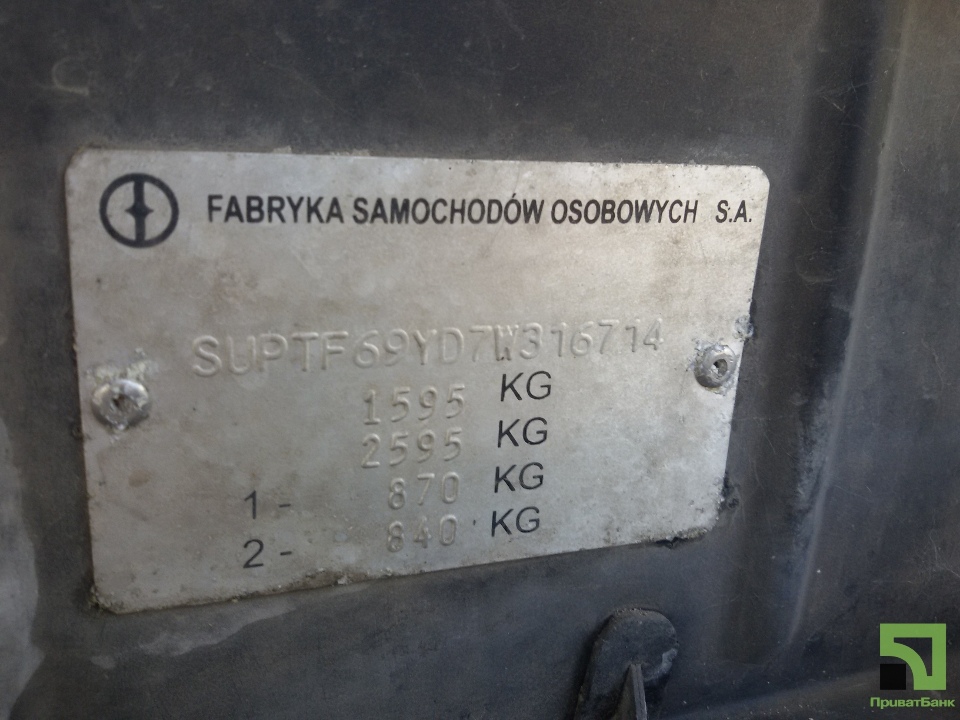 FABRYKA SAMOCHODÓW OSOBOWYCH S.A.
SUPTF69YD7W316714
1595 KG
2595 KG
1- 870 KG
2- 840 KG
ПриватБанк